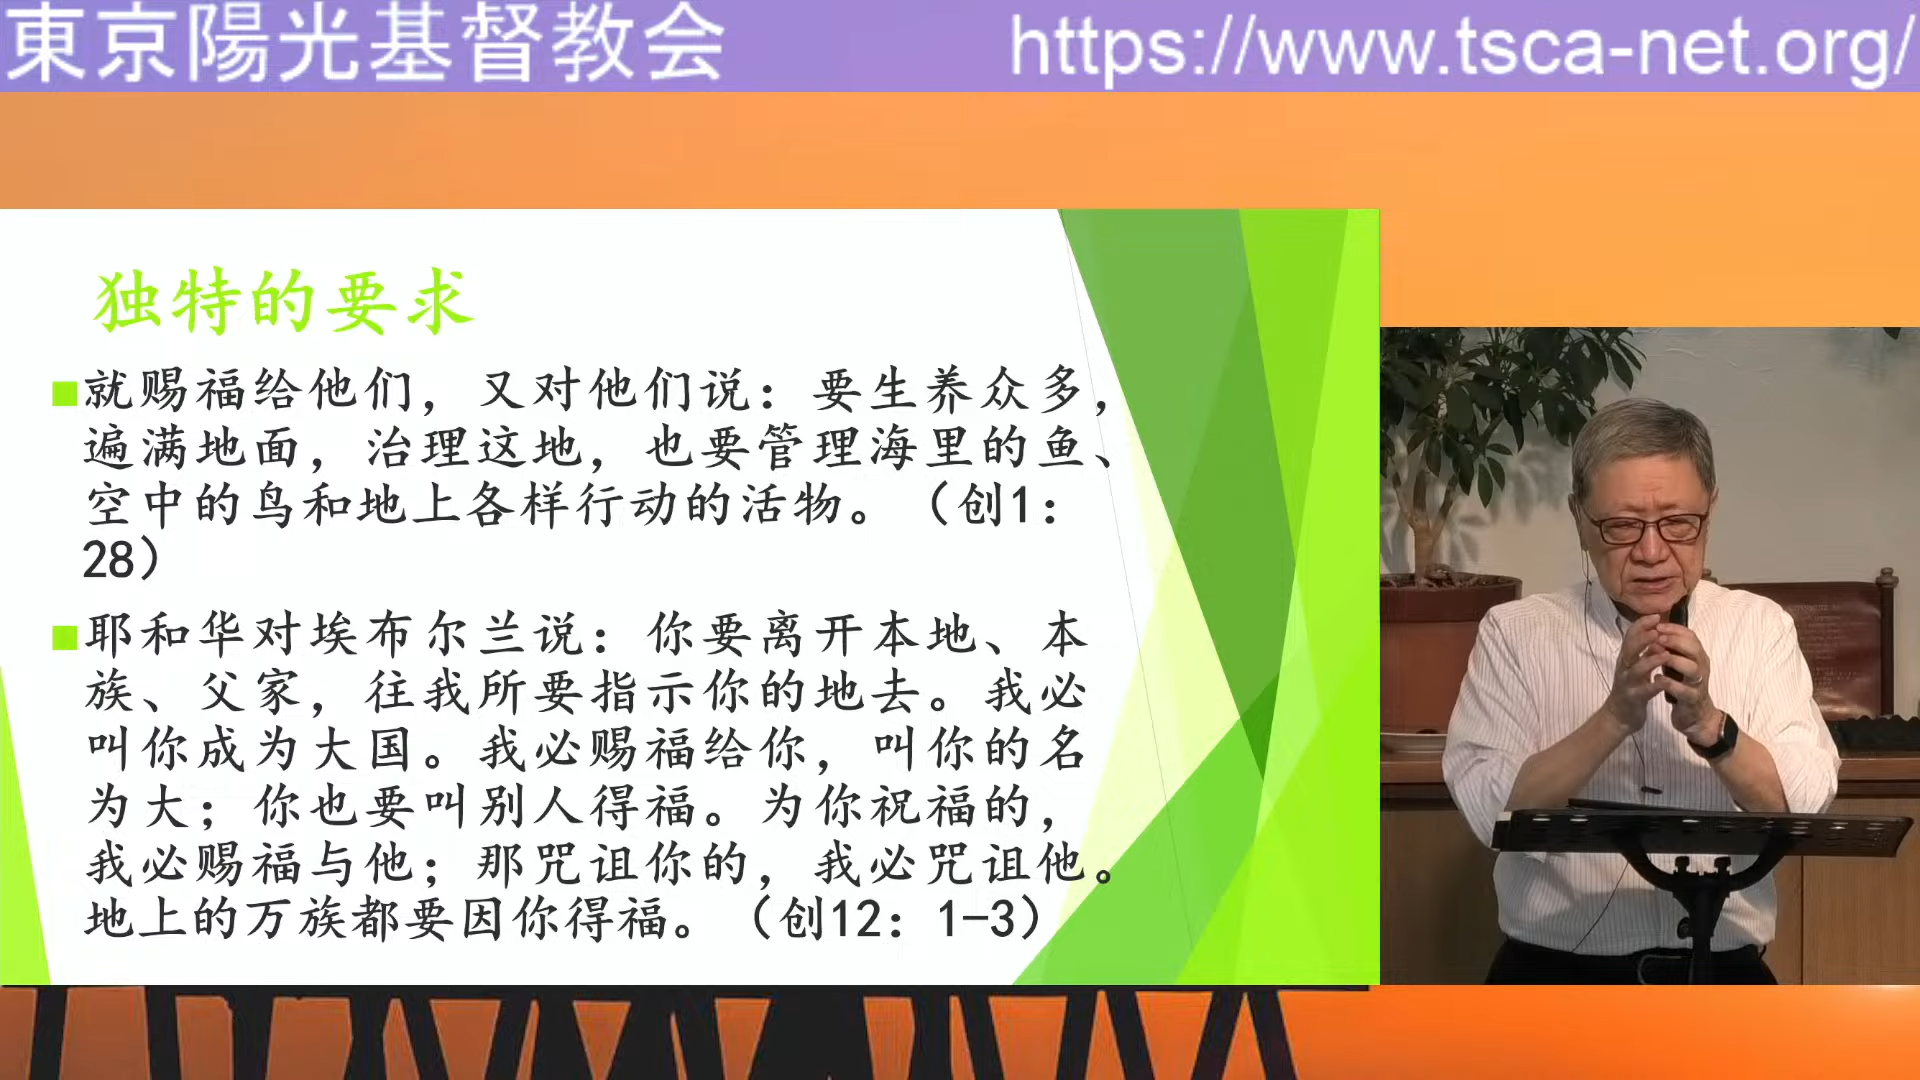 東京陽光基督教会
https://www.tsca-net.org/
独特的要求
就赐福给他们，又对他们说：要生养众多，
遍满地面，治理这地，也要管理海里的鱼、
空中的鸟和地上各样行动的活物。（创1：
28）
耶和华对埃布尔兰说：你要离开本地、本
族、父家，往我所要指示你的地去。我必
叫你成为大国。我必赐福给你，叫你的名
为大；你也要叫别人得福。为你祝福的，
我必赐福与他；那咒诅你的，我必咒诅他。
地上的万族都要因你得福。（创12：1-3）